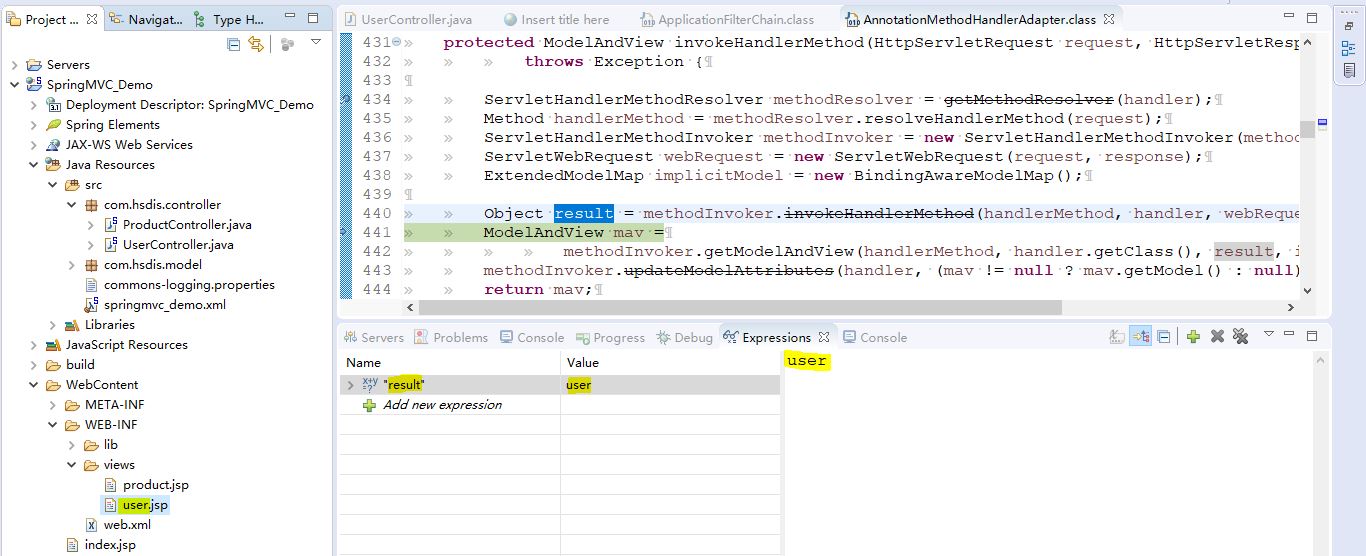 Project ...
Navigat...
Type H...
Servers
SpringMVC_Demo
Deployment Descriptor: SpringMVC_Demo
Spring Elements
JAX-WS Web Services
Java Resources
src
com.hsdis.controller
ProductController.java
UserController.java
com.hsdis.model
commons-logging.properties
springmvc_demo.xml
Libraries
JavaScript Resources
build
WebContent
META-INF
WEB-INF
lib
views
product.jsp
user.jsp
web.xml
index.jsp
UserController.java
Insert title here
ApplicationFilterChain.class
AnnotationMethodHandlerAdapter.class
431 protected ModelAndView invokeHandlerMethod(HttpServletRequest request, HttpServletResp
432 throws Exception {
433
434 ServletHandlerMethodResolver methodResolver = getMethodResolver(handler);
435 Method handlerMethod = methodResolver.resolveHandlerMethod(request);
436 ServletHandlerMethodInvoker methodInvoker = new ServletHandlerMethodInvoker(metho
437 ServletWebRequest webRequest = new ServletWebRequest(request, response);
438 ExtendedModelMap implicitModel = new BindingAwareModelMap();
439
440 Object result = methodInvoker.invokeHandlerMethod(handlerMethod, handler, webReque
441 ModelAndView mav =
442 methodInvoker.getModelAndView(handlerMethod, handler.getClass(), result, i
443 methodInvoker.updateModelAttributes(handler, (mav != null ? mav.getModel() : null)
444 return mav;
Servers
Problems
Console
Progress
Debug
Expressions
Console
Name Value
"result" user
Add new expression
user